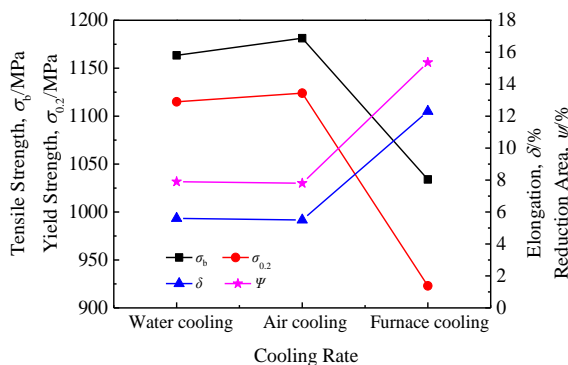 Tensile Strength, σb/MPa
Yield Strength, σ0.2/MPa
1200
1150
1100
1050
1000
950
900
18
16
14
12
10
8
6
4
2
0
Elongation, δ/%
Reduction Area, ψ/%
σb
σ0.2
δ
Ψ
Water cooling
Air cooling
Furnace cooling
Cooling Rate